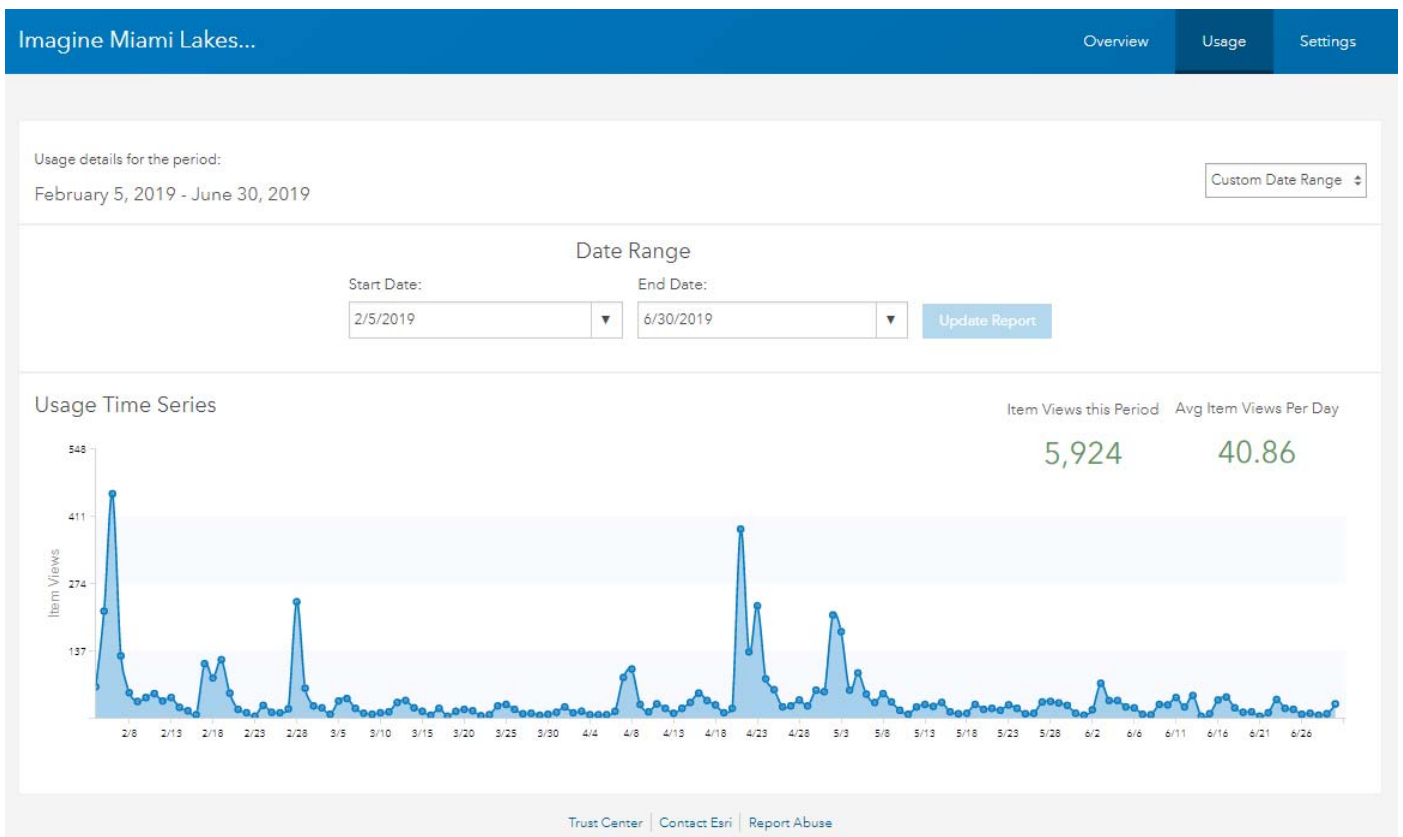 Imagine Miami Lakes...
Overview Usage Settings
Usage details for the period:
February 5, 2019 - June 30, 2019
Custom Date Range
Date Range
Start Date: End Date:
2/5/2019 6/30/2019 Update Report
Usage Time Series
Item Views this Period Avg Item Views Per Day
5,924 40.86
548
411
274
137
Item Views
2/8 2/13 2/18 2/23 2/28 3/5 3/10 3/15 3/20 3/25 3/30 4/4 4/8 4/13 4/18 4/23 4/28 5/3 5/8 5/13 5/18 5/23 5/28 6/2 6/6 6/11 6/16 6/21 6/26
Trust Center Contact Esri Report Abuse